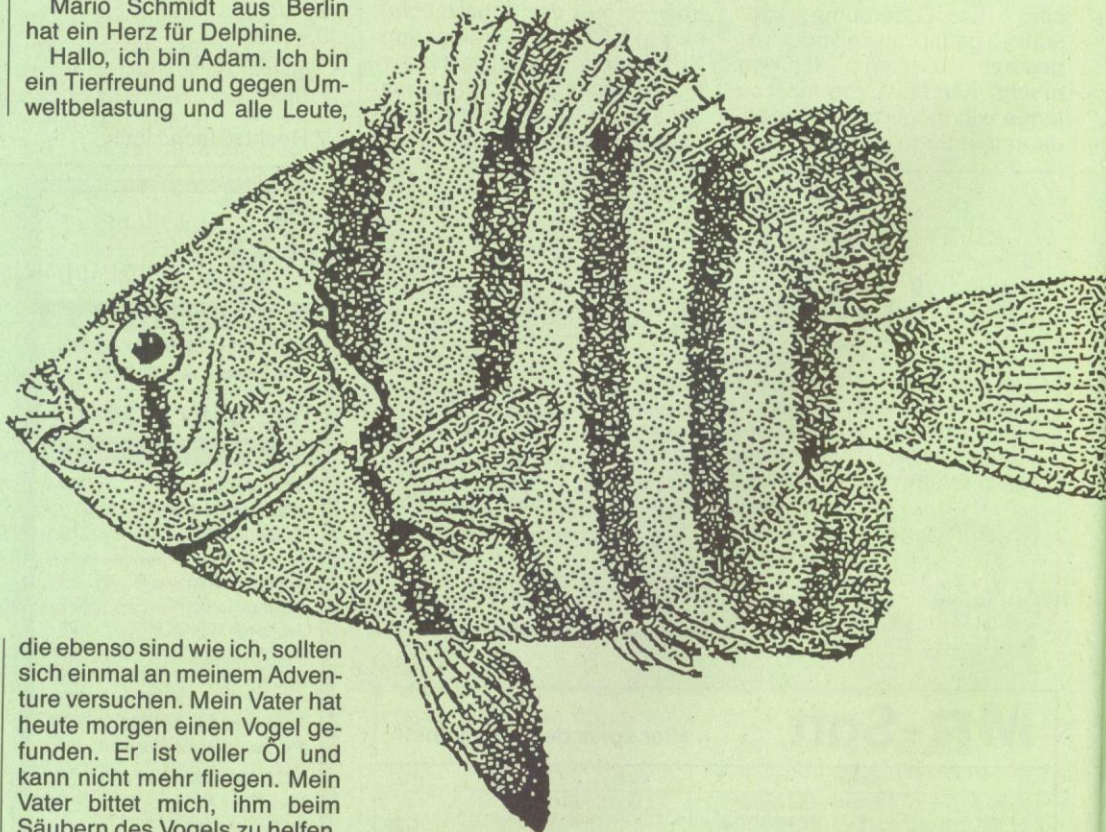 Mario Schmidt aus Berlin
hat ein Herz für Delphine.
Hallo, ich bin Adam. Ich bin
ein Tierfreund und gegen Um-
weltbelastung und alle Leute,
die ebenso sind wie ich, sollten
sich einmal an meinem Adven-
ture versuchen. Mein Vater hat
heute morgen einen Vogel ge-
funden. Er ist voller Öl und
kann nicht mehr fliegen. Mein
Vater bittet mich, ihm beim
Säubern des Vogels zu helfen.